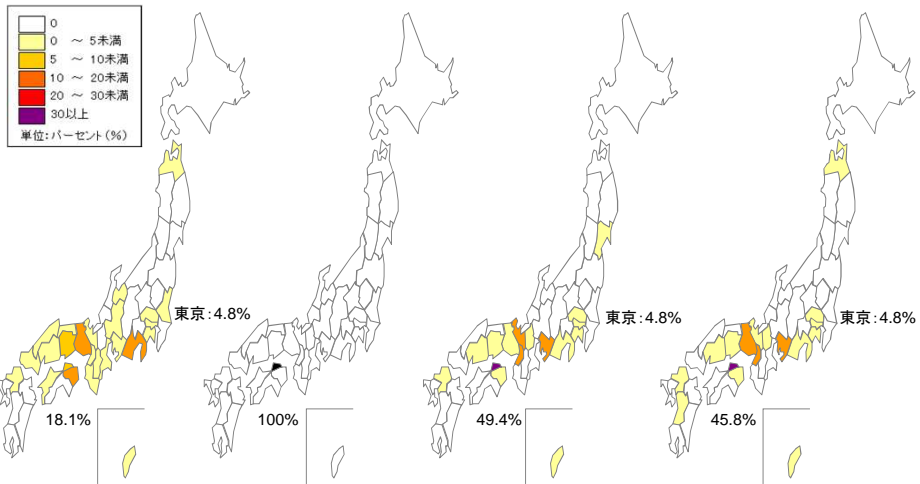 0
0 ～ 5未満
5 ～ 10未満
10 ～ 20未満
20 ～ 30未満
30以上
単位:パーセント(%)
東京:4.8%
東京:4.8%
東京:4.8%
18.1%
100%
49.4%
45.8%